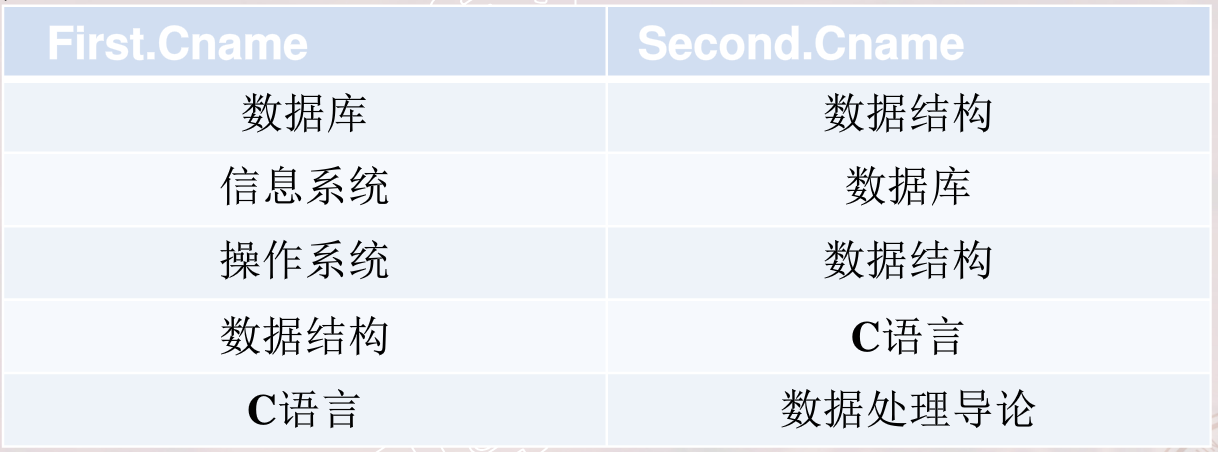 First.Cname Second.Cname
数据库 数据结构
信息系统 数据库
操作系统 数据结构
数据结构 C语言
C语言 数据处理导论